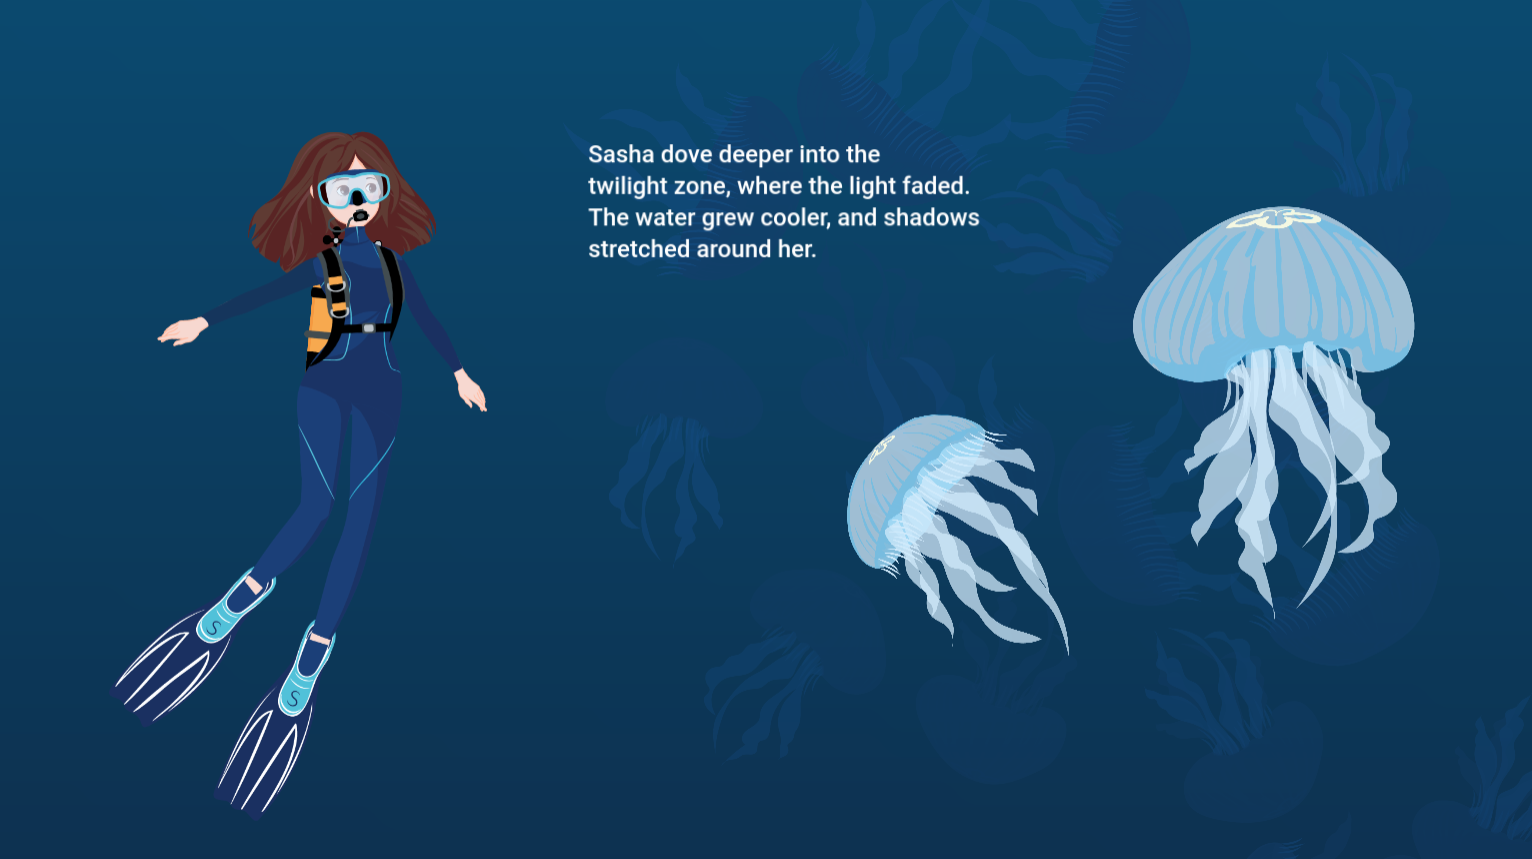 Sasha dove deeper into the
twilight zone, where the light faded.
The water grew cooler, and shadows
stretched around her.
S
S